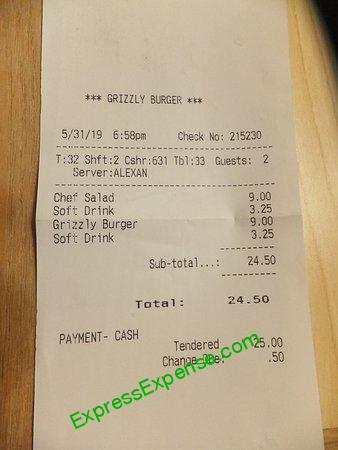 *** GRIZZLY BURGER ***
5/31/19 6:58pm Check No: 215230
T:32 Shft:2 Cshr:631 Tbl:33 Guests: 2
Server:ALEXAN
Chef Salad 9.00
Soft Drink 3.25
Grizzly Burger 9.00
Soft Drink 3.25
Sub-total...: 24.50
Total: 24.50
PAYMENT- CASH
Tendered 25.00
Change Due: .50
ExpressExpense.com